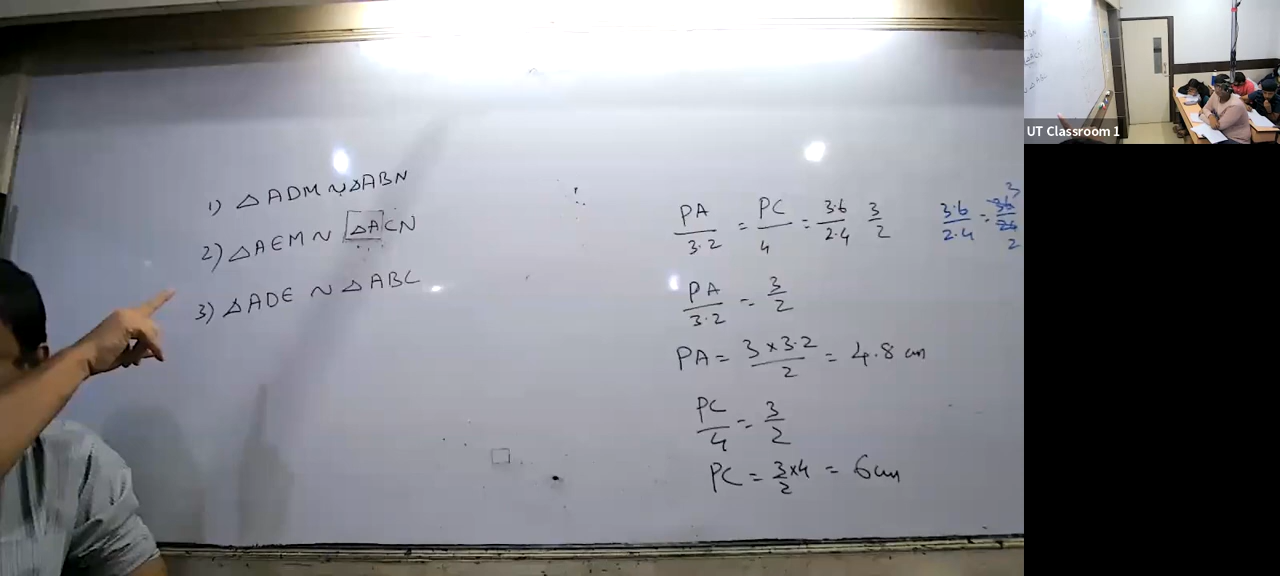 1) △ADM ~ △ABN
2) △AEM ~ △ACN
3) △ADE ~ △ABC
PA/3.2 = PC/4 = 3.6/2.4 3/2
3.6/2.4 = 36/24 3/2
PA/3.2 = 3/2
PA = 3×3.2/2 = 4.8 cm
PC/4 = 3/2
PC = 3/2 ×4 = 6cm
UT Classroom 1